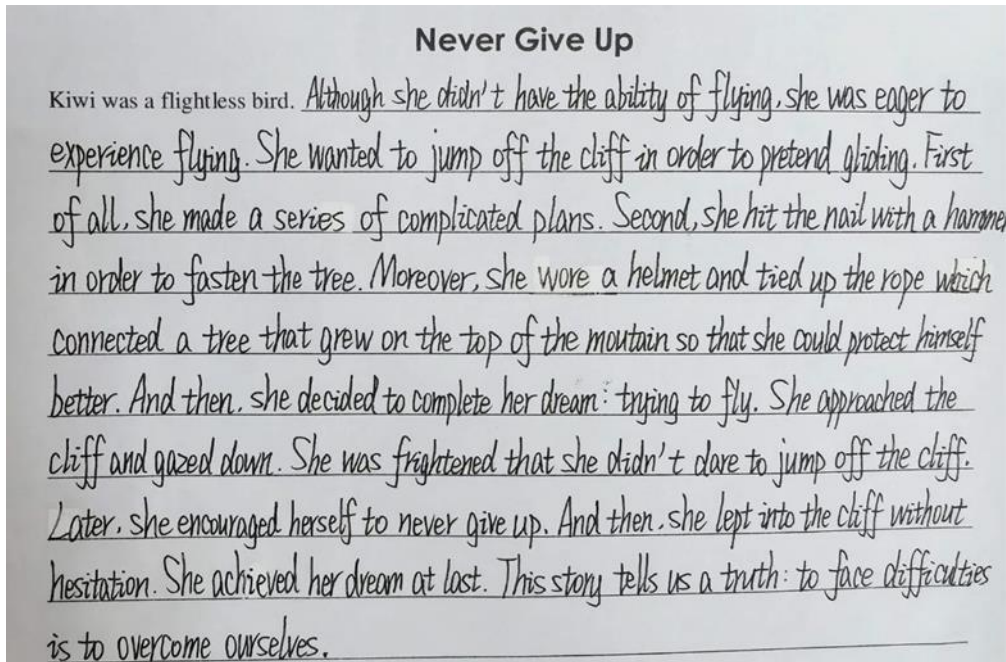 Never Give Up
Kiwi was a flightless bird. Although she didn't have the ability of flying, she was eager to
experience flying. She wanted to jump off the cliff in order to pretend gliding. First
of all, she made a series of complicated plans. Second, she hit the nail with a hammer
in order to fasten the tree. Moreover, she wore a helmet and tied up the rope which
connected a tree that grew on the top of the moutain so that she could protect himself
better. And then, she decided to complete her dream: trying to fly. She approached the
cliff and gazed down. She was frightened that she didn't dare to jump off the cliff.
Later, she encouraged herself to never give up. And then, she lept into the cliff without
hesitation. She achieved her dream at last. This story tells us a truth: to face difficulties
is to overcome ourselves.